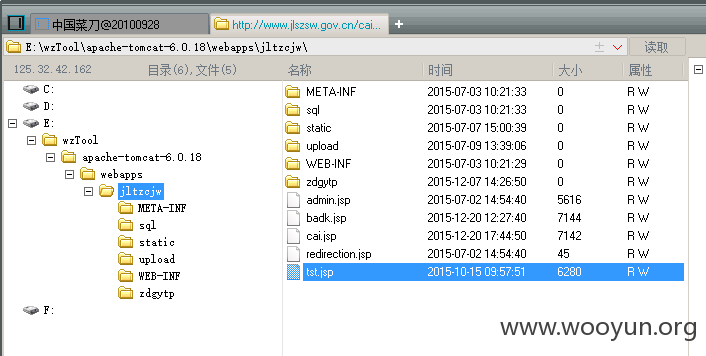 中国菜刀@20100928 http://www.jlszsw.gov.cn/cai...
E:\wzTool\apache-tomcat-6.0.18\webapps\jltzcjw\ 读取
125.32.42.162 目录(6),文件(5) 名称 时间 大小 属性
C:
D:
E:
wzTool
apache-tomcat-6.0.18
webapps
jltzcjw
META-INF
sql
static
upload
WEB-INF
zdgytp
F:
META-INF 2015-07-03 10:21:33 0 R W
sql 2015-07-03 10:21:33 0 R W
static 2015-07-07 15:00:39 0 R W
upload 2015-07-09 13:39:06 0 R W
WEB-INF 2015-07-03 10:21:29 0 R W
zdgytp 2015-12-07 14:26:50 0 R W
admin.jsp 2015-07-02 14:54:40 5616 R W
badk.jsp 2015-12-20 12:27:40 7144 R W
cai.jsp 2015-12-20 17:44:50 7142 R W
redirection.jsp 2015-07-02 14:54:40 45 R W
tst.jsp 2015-10-15 09:57:51 6280 R W
www.wooyun.org